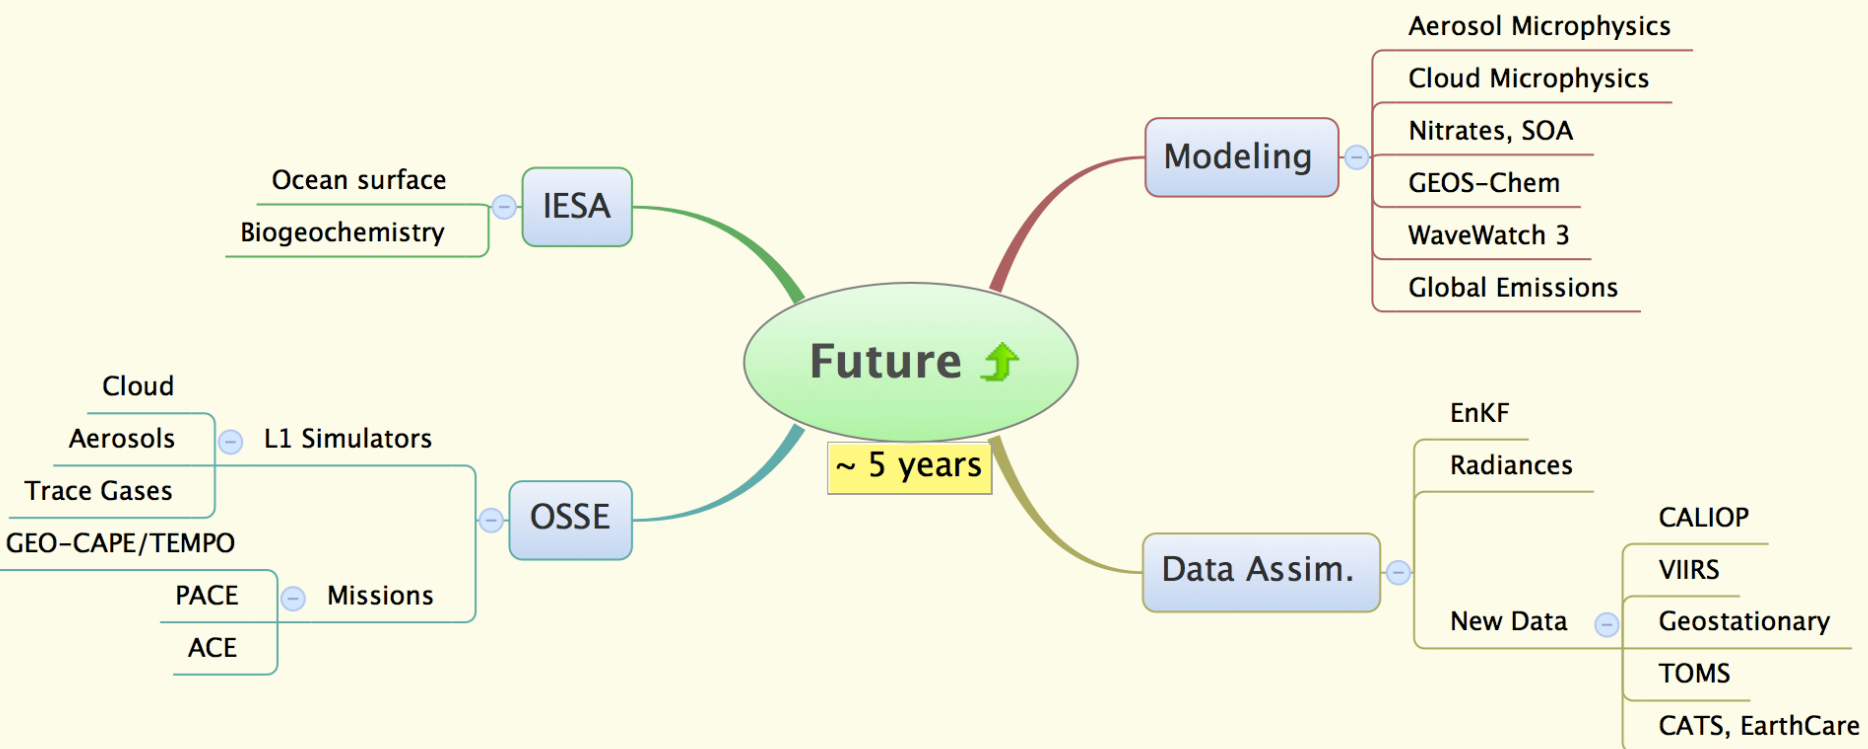 Future
~ 5 years
Modeling
Aerosol Microphysics
Cloud Microphysics
Nitrates, SOA
GEOS-Chem
WaveWatch 3
Global Emissions
Data Assim.
EnKF
Radiances
New Data
CALIOP
VIIRS
Geostationary
TOMS
CATS, EarthCare
IESA
Ocean surface
Biogeochemistry
OSSE
L1 Simulators
Cloud
Aerosols
Trace Gases
Missions
GEO-CAPE/TEMPO
PACE
ACE